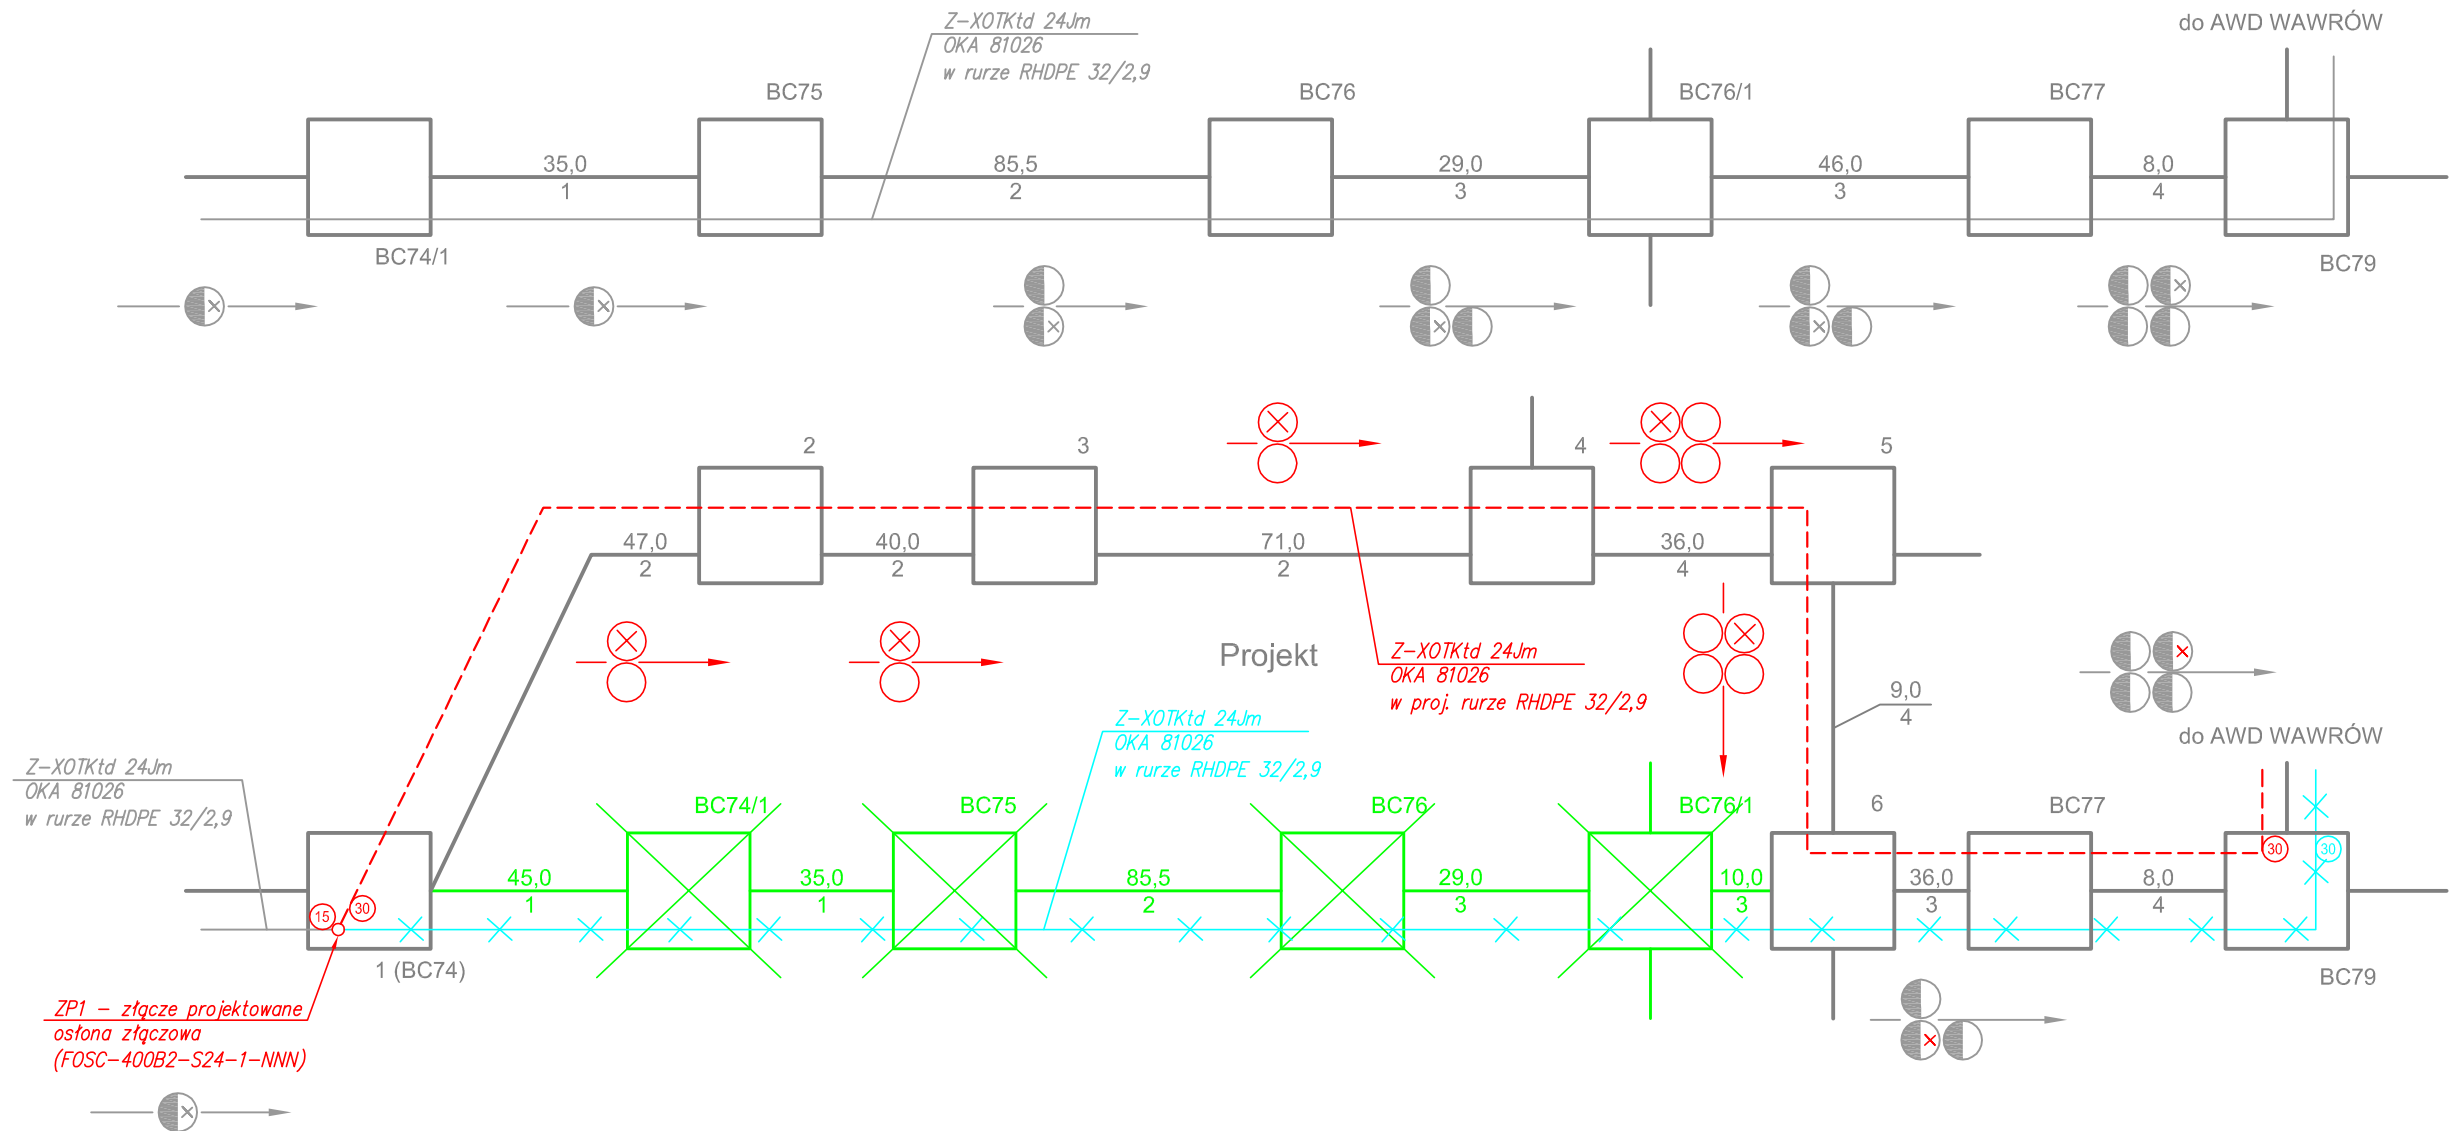 Z-XOTKtd 24Jm
OKA 81026
w rurze RHDPE 32/2,9
do AWD WAWRÓW
BC75
BC76
BC76/1
BC77
35,0
1
85,5
2
29,0
3
46,0
3
8,0
4
BC74/1
BC79
2
3
4
5
47,0
2
40,0
2
71,0
2
36,0
4
Projekt
Z-XOTKtd 24Jm
OKA 81026
w proj. rurze RHDPE 32/2,9
9,0
4
Z-XOTKtd 24Jm
OKA 81026
w rurze RHDPE 32/2,9
do AWD WAWRÓW
Z-XOTKtd 24Jm
OKA 81026
w rurze RHDPE 32/2,9
BC74/1
BC75
BC76
BC76/1
6
BC77
30
30
45,0
1
35,0
1
85,5
2
29,0
3
10,0
3
36,0
3
8,0
4
15
30
1 (BC74)
BC79
ZP1 - złącze projektowane
osłona złączowa
(FOSC-400B2-S24-1-NNN)